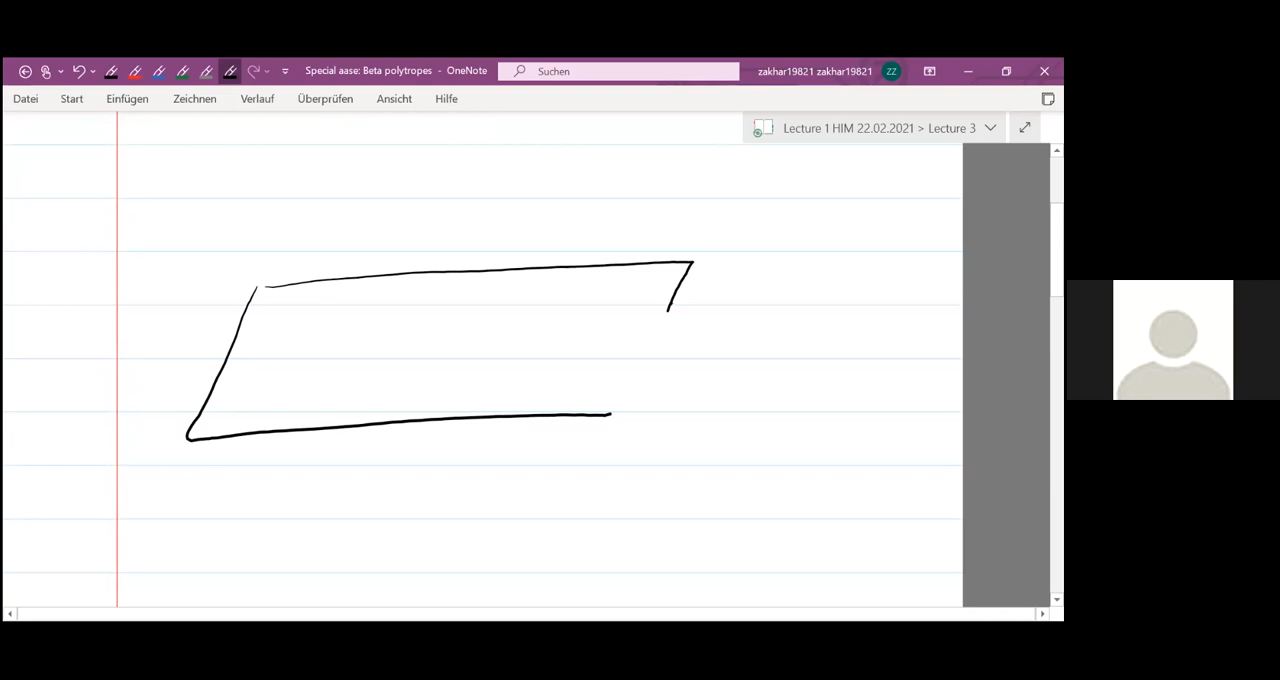 Special aase: Beta polytropes - OneNote Suchen zakhar19821 zakhar19821 ZZ
Datei Start Einfügen Zeichnen Verlauf Überprüfen Ansicht Hilfe
Lecture 1 HIM 22.02.2021 > Lecture 3